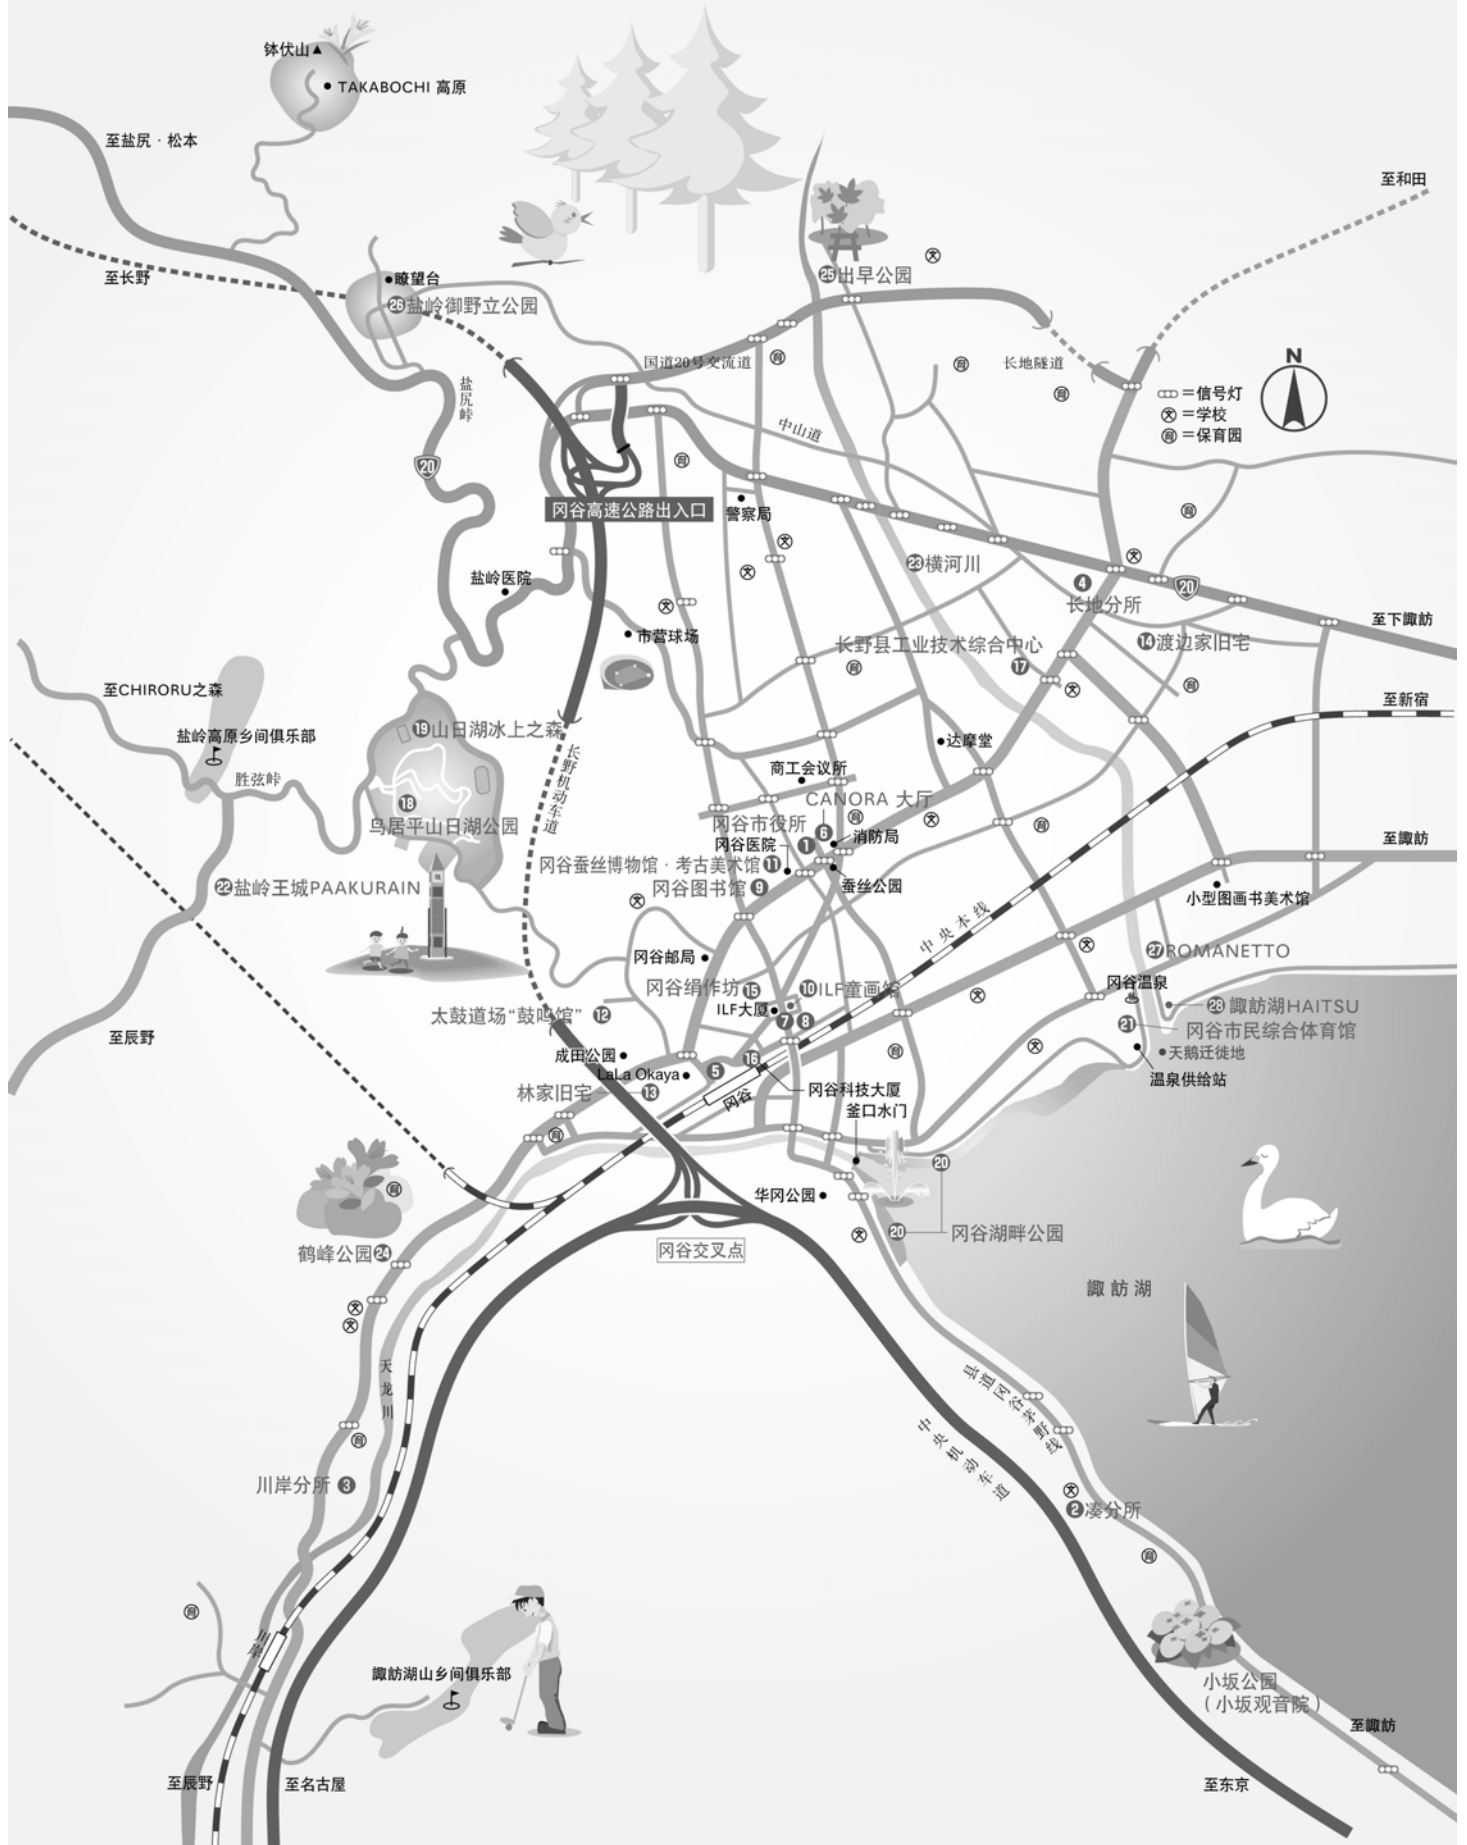 钵伏山
TAKABOCHI 高原
至盐尻·松本
至和田
至长野
瞭望台
26盐岭御野立公园
25出早公园
国道20号交流道
长地隧道
N
=信号灯
文=学校
育=保育园
盐尻峠
中山道
20
冈谷高速公路出入口
警察局
23横河川
4
长地分所
20
盐岭医院
至下諏訪
市营球场
长野县工业技术综合中心
17
14渡边家旧宅
至CHIRORU之森
至新宿
盐岭高原乡间俱乐部
19山日湖冰上之森
长野机动车道
达摩堂
胜弦峠
商工会议所
CANORA 大厅
18
鸟居平山日湖公园
冈谷市役所
6
冈谷医院
1
消防局
至諏訪
冈谷蚕丝博物馆·考古美术馆11
22盐岭王城PAAKURAIN
冈谷图书馆9
蚕丝公园
小型图画书美术馆
中央本线
27ROMANETTO
冈谷邮局
冈谷温泉
冈谷绢作坊15
10ILF童画馆
28諏訪湖HAITSU
太鼓道场“鼓鸣馆”12
ILF大厦
7 8
21
冈谷市民综合体育馆
至辰野
成田公园
16
天鹅迁徙地
LaLa Okaya
5
温泉供给站
林家旧宅
13
冈谷
冈谷科技大厦
釜口水门
20
华冈公园
鹤峰公园24
冈谷交叉点
20
冈谷湖畔公园
諏訪湖
天龙川
县道冈谷茅野线
中央机动车道
川岸分所3
2凑分所
川岸
諏訪湖山乡间俱乐部
小坂公园
(小坂观音院)
至諏訪
至辰野
至名古屋
至东京